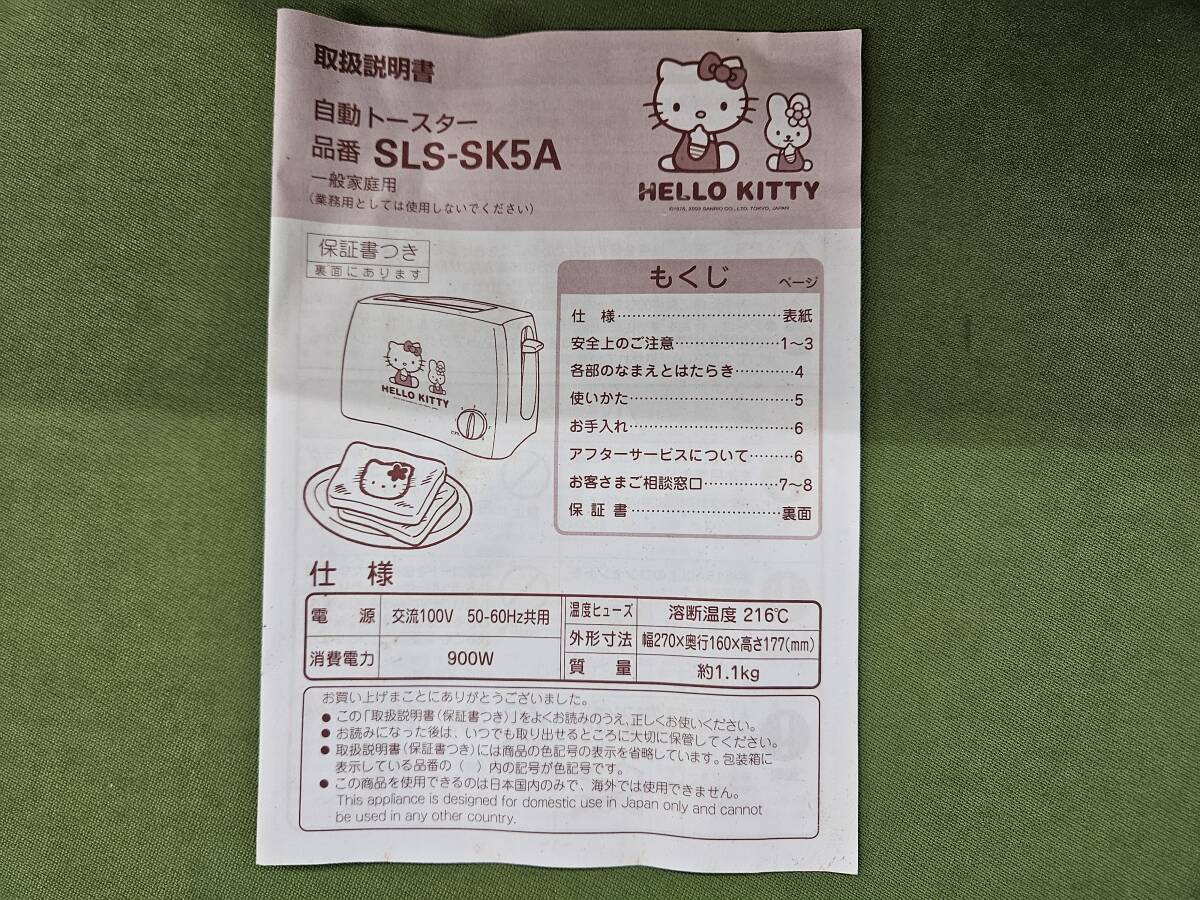 取扱説明書
自動トースター
品番 SLS-SK5A
一般家庭用
(業務用としては使用しないでください)
HELLO KITTY
©1976, 2003 SANRIO CO., LTD. TOKYO, JAPAN
保証書つき
裏面にあります
HELLO KITTY
もくじ ページ
仕 様……………………………表紙
安全上のご注意…………………1〜3
各部のなまえとはたらき…………4
使いかた……………………………5
お手入れ……………………………6
アフターサービスについて………6
お客さまご相談窓口……………7〜8
保 証 書…………………………裏面
仕 様
電 源 交流100V 50-60Hz共用
消費電力 900W
温度ヒューズ 溶断温度 216℃
外形寸法 幅270×奥行160×高さ177(mm)
質 量 約1.1kg
お買い上げまことにありがとうございました。
● この「取扱説明書(保証書つき)」をよくお読みのうえ、正しくお使いください。
● お読みになった後は、いつでも取り出せるところに大切に保管してください。
● 取扱説明書(保証書つき)には商品の色記号の表示を省略しています。包装箱に
表示している品番の( )内の記号が色記号です。
● この商品を使用できるのは日本国内のみで、海外では使用できません。
This appliance is designed for domestic use in Japan only and cannot
be used in any other country.